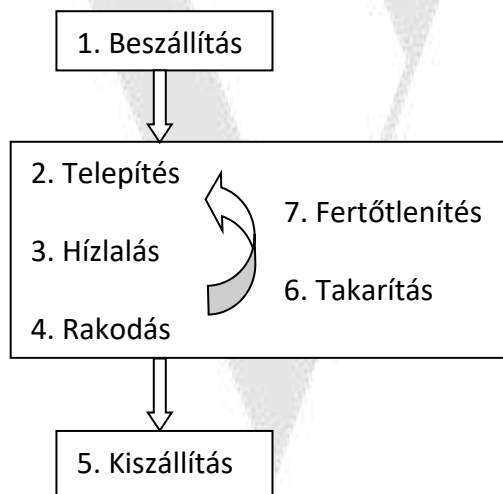 1. Beszállítás
2. Telepítés
3. Hízlalás
4. Rakodás
7. Fertőtlenítés
6. Takarítás
5. Kiszállítás